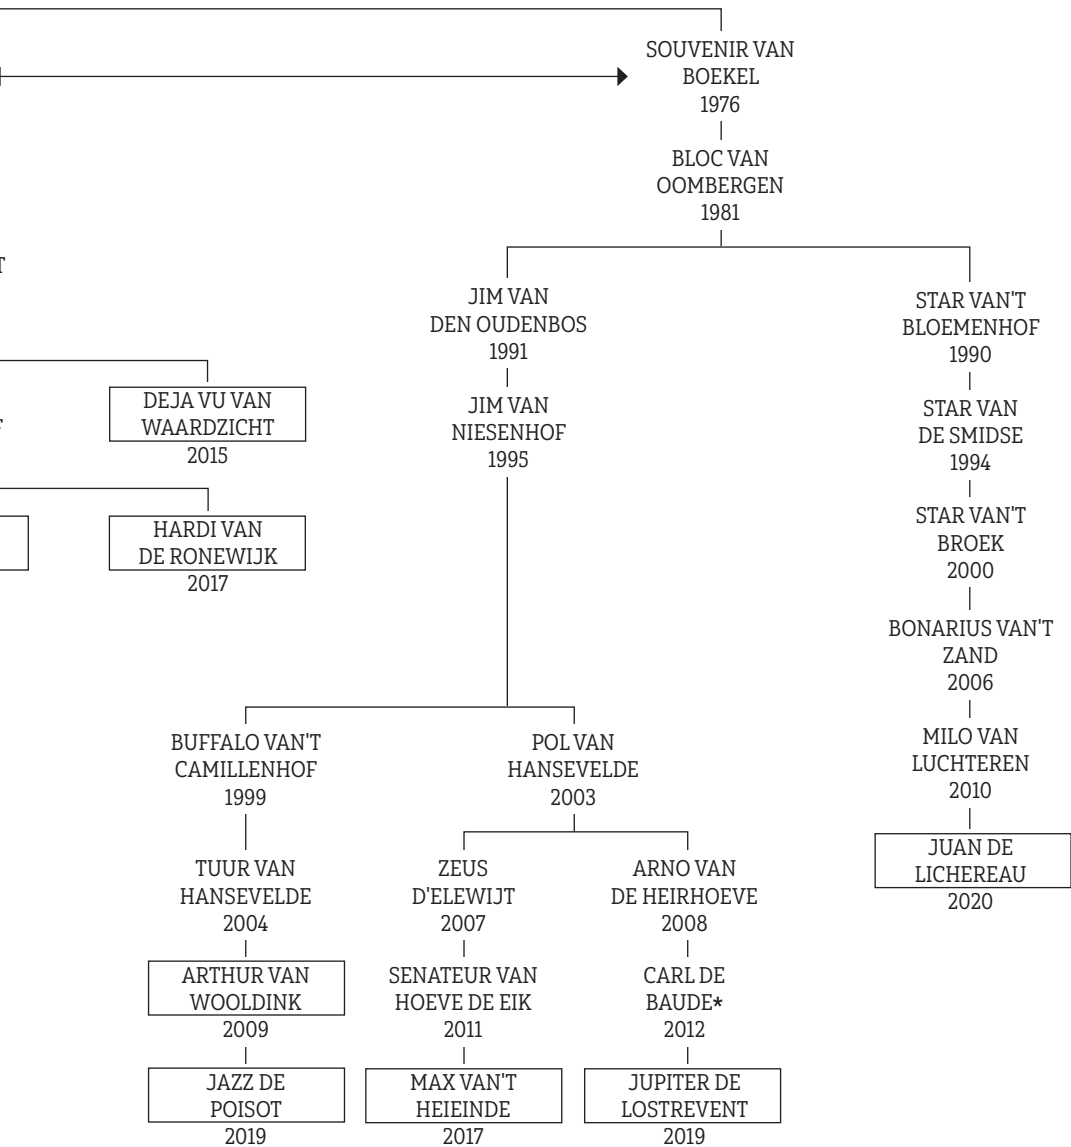 SOUVENIR VAN
BOEKEL
1976
BLOC VAN
OOMBERGEN
1981
T
JIM VAN
DEN OUDENBOS
1991
STAR VAN'T
BLOEMENHOF
1990
DEJA VU VAN
WAARDZICHT
2015
JIM VAN
NIESENHOF
1995
STAR VAN
DE SMIDSE
1994
HARDI VAN
DE RONEWIJK
2017
STAR VAN'T
BROEK
2000
BONARIUS VAN'T
ZAND
2006
BUFFALO VAN'T
CAMILLENHOF
1999
POL VAN
HANSEVELDE
2003
MILO VAN
LUCHTEREN
2010
TUUR VAN
HANSEVELDE
2004
ZEUS
D'ELEWIJT
2007
ARNO VAN
DE HEIRHOEVE
2008
JUAN DE
LICHEREAU
2020
ARTHUR VAN
WOOLDINK
2009
SENATEUR VAN
HOEVE DE EIK
2011
CARL DE
BAUDE*
2012
JAZZ DE
POISOT
2019
MAX VAN'T
HEIEINDE
2017
JUPITER DE
LOSTREVENT
2019